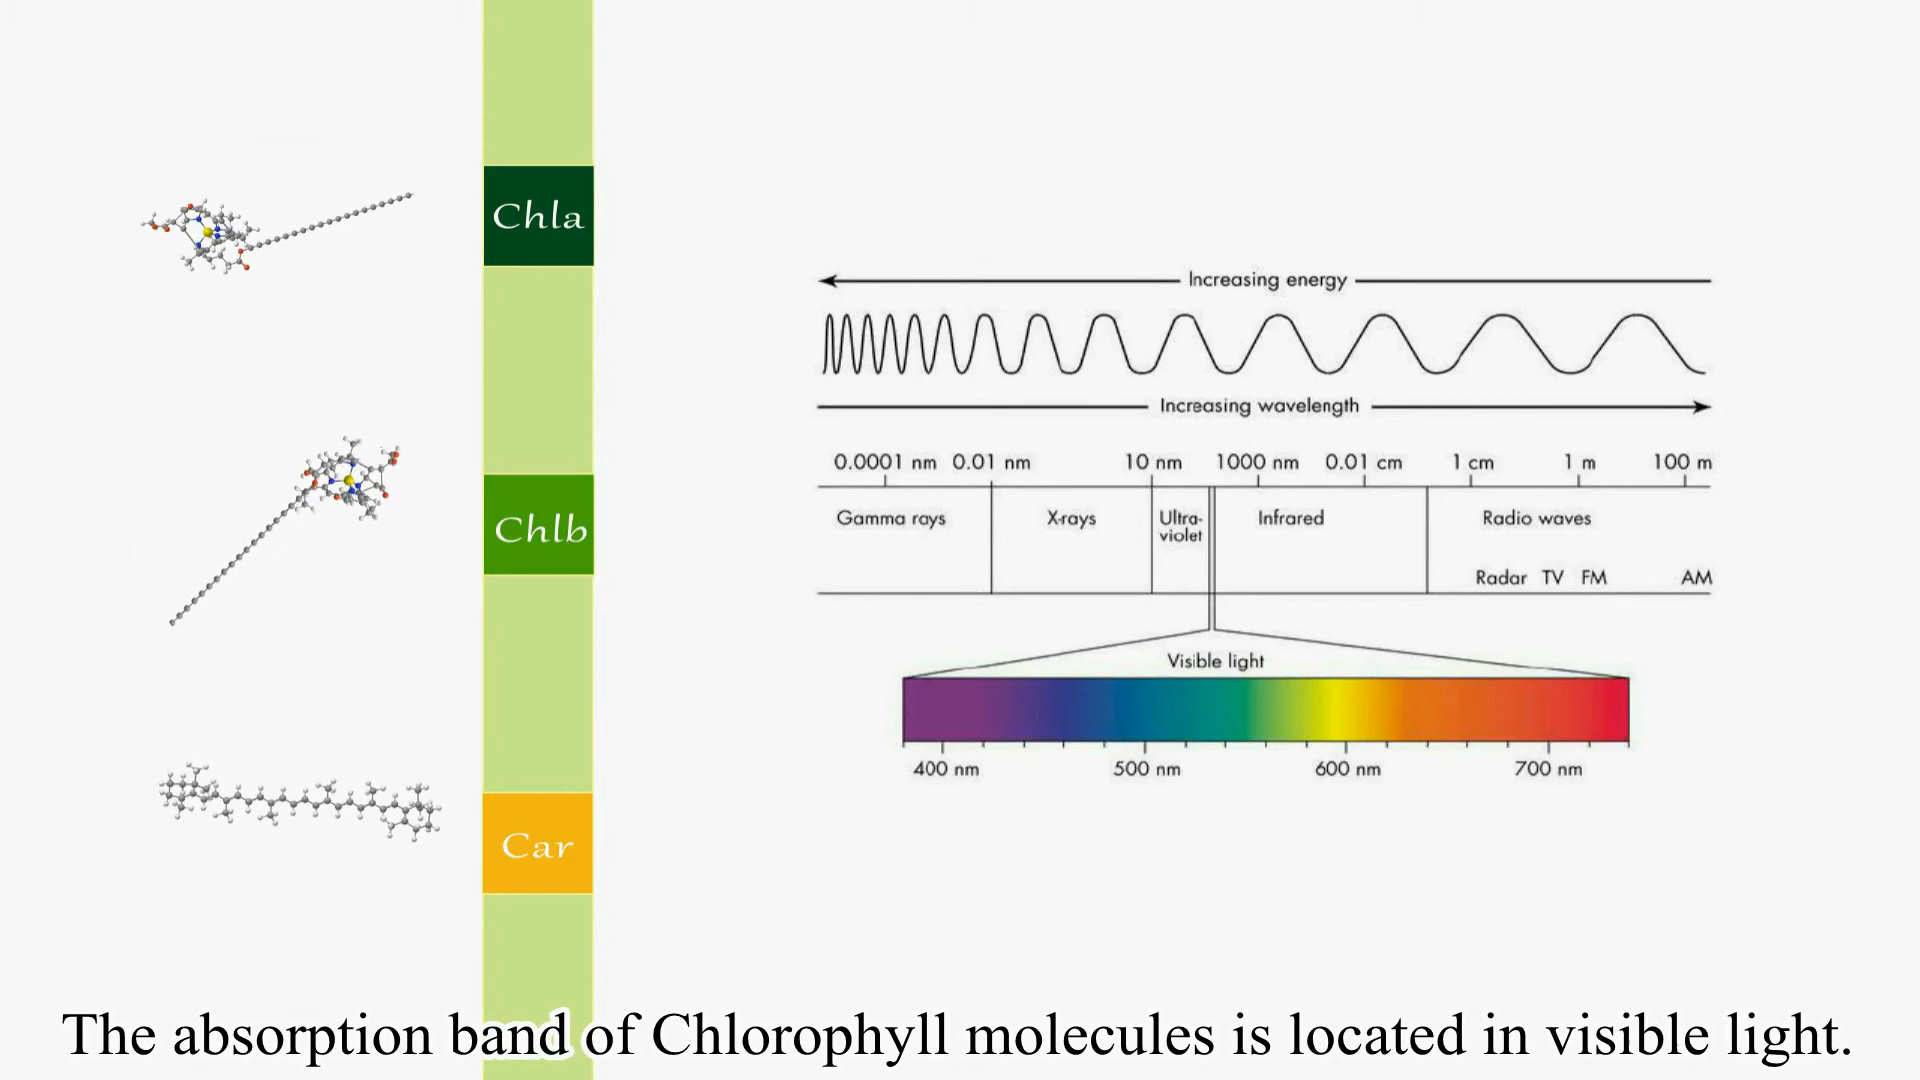 Chla
Chlb
Car
Increasing energy
Increasing wavelength
0.0001 nm 0.01 nm 10 nm 1000 nm 0.01 cm 1 cm 1 m 100 m
Gamma rays X-rays Ultra-violet Infrared Radio waves
Radar TV FM AM
Visible light
400 nm 500 nm 600 nm 700 nm
The absorption band of Chlorophyll molecules is located in visible light.